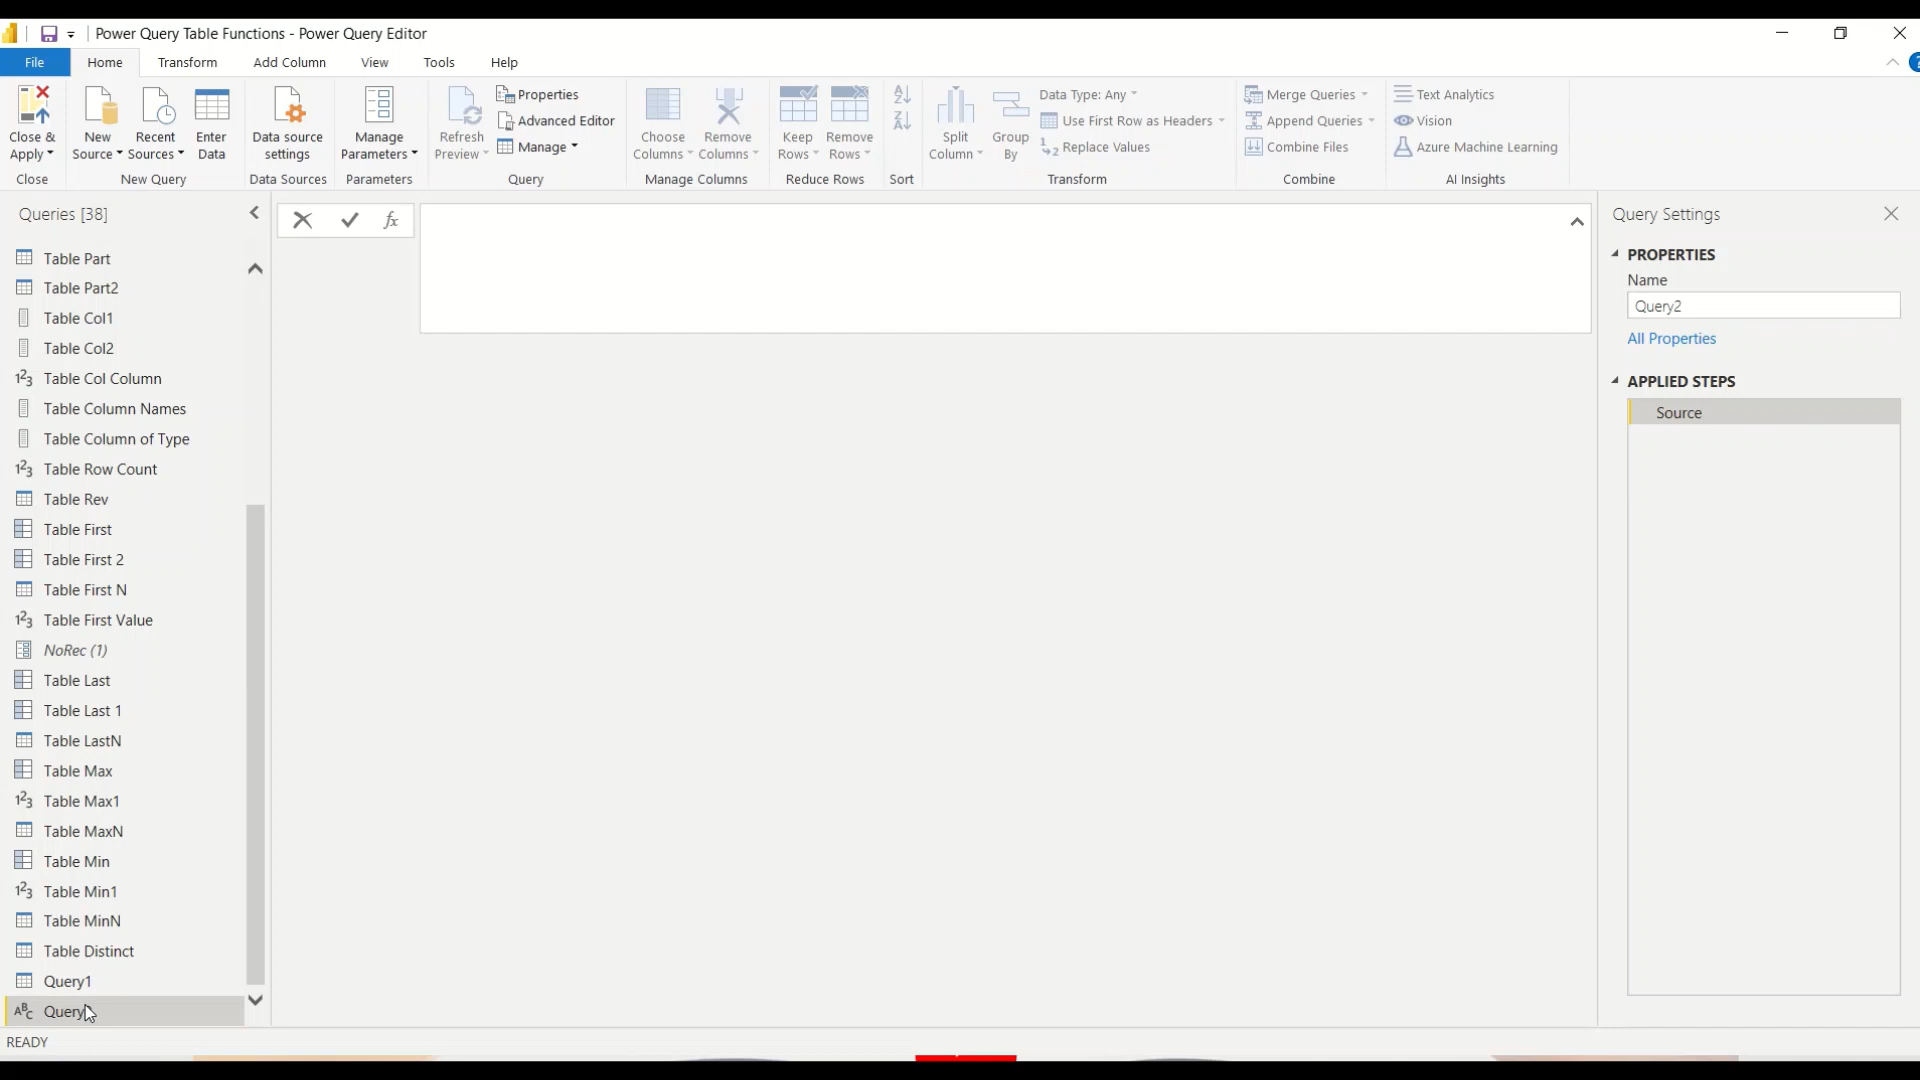 Power Query Table Functions - Power Query Editor
File
Home
Transform
Add Column
View
Tools
Help
Close &
Apply
Close
New
Source
Recent
Sources
Enter
Data
New Query
Data source
settings
Data Sources
Manage
Parameters
Parameters
Refresh
Preview
Properties
Advanced Editor
Manage
Query
Choose
Columns
Remove
Columns
Manage Columns
Keep
Rows
Remove
Rows
Reduce Rows
Sort
Split
Column
Group
By
Data Type: Any
Use First Row as Headers
Replace Values
Transform
Merge Queries
Append Queries
Combine Files
Combine
Text Analytics
Vision
Azure Machine Learning
AI Insights
Queries [38]
Table Part
Table Part2
Table Col1
Table Col2
Table Col Column
Table Column Names
Table Column of Type
Table Row Count
Table Rev
Table First
Table First 2
Table First N
Table First Value
NoRec (1)
Table Last
Table Last 1
Table LastN
Table Max
Table Max1
Table MaxN
Table Min
Table Min1
Table MinN
Table Distinct
Query1
fx
Query Settings
PROPERTIES
Name
Query2
All Properties
APPLIED STEPS
Source
READY